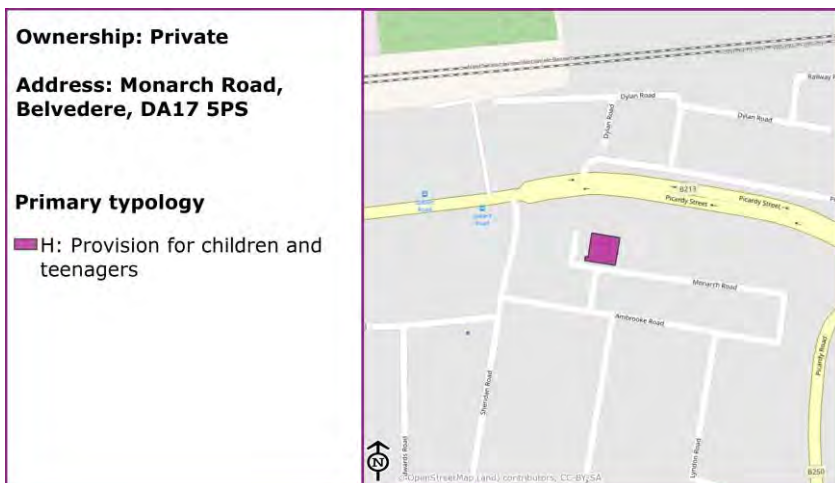 Ownership: Private
Address: Monarch Road,
Belvedere, DA17 5PS
Primary typology
H: Provision for children and
teenagers
Railway
Dylan Road
Dylan Road
Dylan Road
B213
Picardy Street
Picardy Street
Road
Road
Monarch Road
Ambrooke Road
Sheridan Road
Picardy Road
Lyndon Road
B250
N
© OpenStreetMap (and) contributors, CC-BY-SA